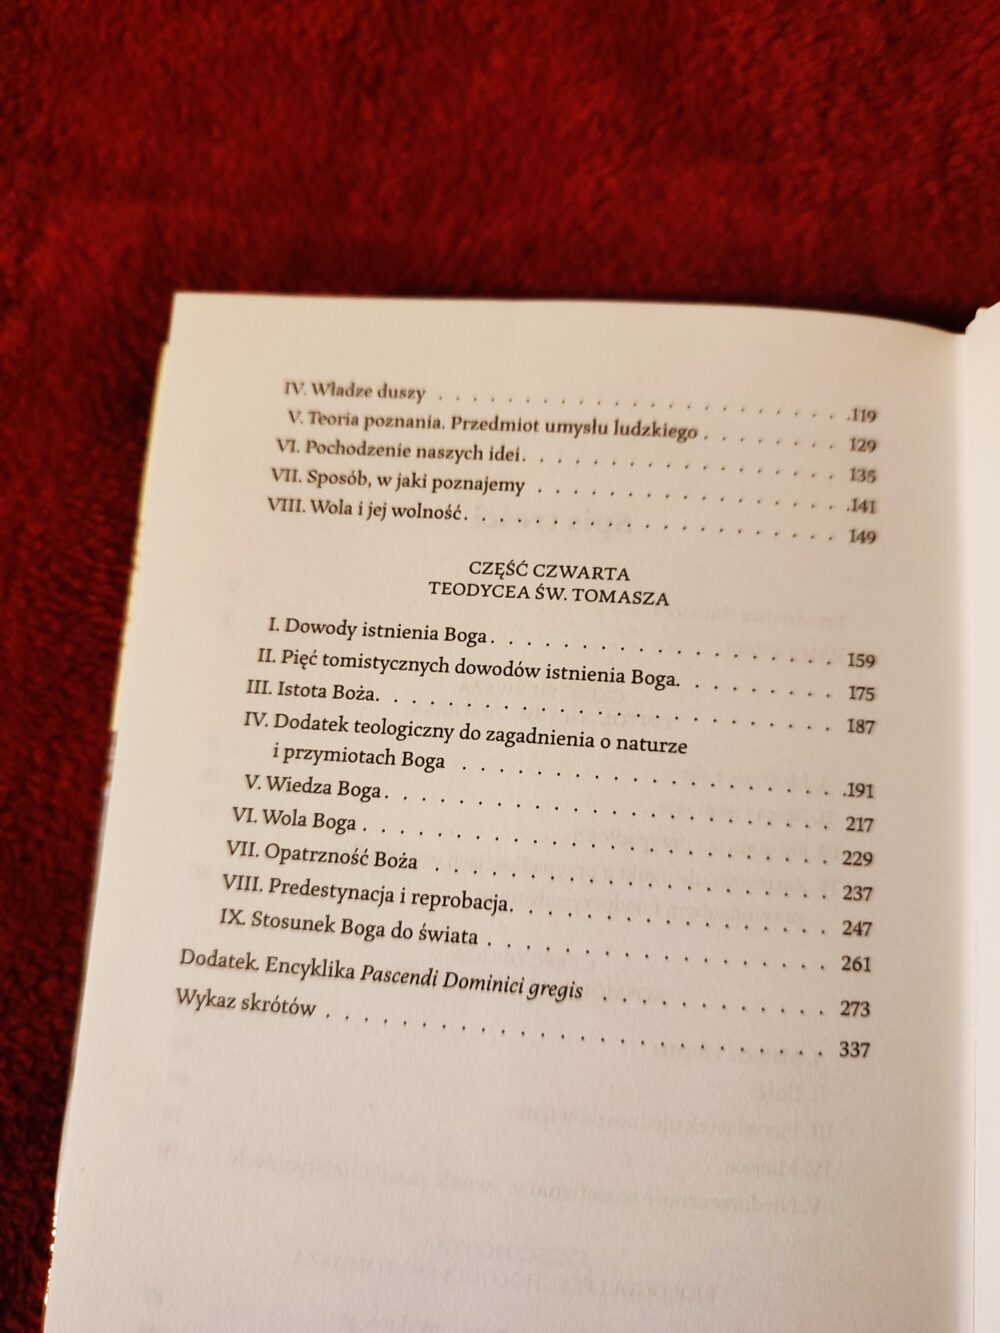 IV. Władze duszy . . . . . . . . . . . . . . . . . . . 119
V. Teoria poznania. Przedmiot umysłu ludzkiego . . . . . . . 129
VI. Pochodzenie naszych idei . . . . . . . . . . . . . . . 135
VII. Sposób, w jaki poznajemy . . . . . . . . . . . . . . . 141
VIII. Wola i jej wolność . . . . . . . . . . . . . . . . . 149
CZĘŚĆ CZWARTA
TEODYCEA ŚW. TOMASZA
I. Dowody istnienia Boga . . . . . . . . . . . . . . . . 159
II. Pięć tomistycznych dowodów istnienia Boga . . . . . . . 175
III. Istota Boża . . . . . . . . . . . . . . . . . . . . 187
IV. Dodatek teologiczny do zagadnienia o naturze
i przymiotach Boga . . . . . . . . . . . . . . . . . 191
V. Wiedza Boga . . . . . . . . . . . . . . . . . . . . 217
VI. Wola Boga . . . . . . . . . . . . . . . . . . . . . 229
VII. Opatrzność Boża . . . . . . . . . . . . . . . . . . 237
VIII. Predestynacja i reprobacja . . . . . . . . . . . . . . 247
IX. Stosunek Boga do świata . . . . . . . . . . . . . . . 261
Dodatek. Encyklika Pascendi Dominici gregis . . . . . . . . . . 273
Wykaz skrótów . . . . . . . . . . . . . . . . . . . . . 337